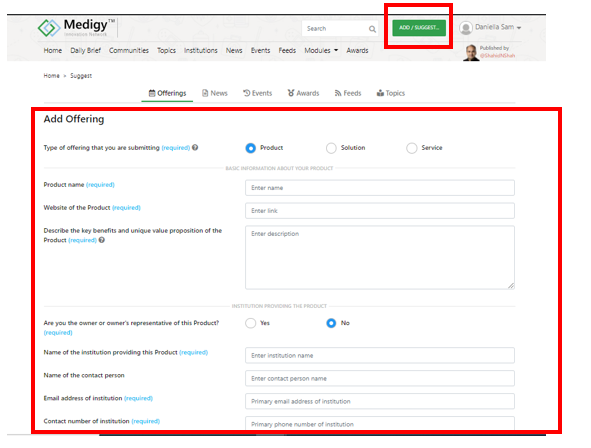 Medigy™
Innovation Network
Search
ADD / SUGGEST...
Daniella Sam
Home Daily Brief Communities Topics Institutions News Events Feeds Modules Awards
Published by
@ShahidNShah
Home > Suggest
Offerings News Events Awards Feeds Topics
Add Offering
Type of offering that you are submitting (required) Product Solution Service
BASIC INFORMATION ABOUT YOUR PRODUCT
Product name (required) Enter name
Website of the Product (required) Enter link
Describe the key benefits and unique value proposition of the Enter description
Product (required)
INSTITUTION PROVIDING THE PRODUCT
Are you the owner or owner's representative of this Product? Yes No
(required)
Name of the institution providing this Product (required) Enter institution name
Name of the contact person Enter contact person name
Email address of institution (required) Primary email address of institution
Contact number of institution (required) Primary phone number of institution